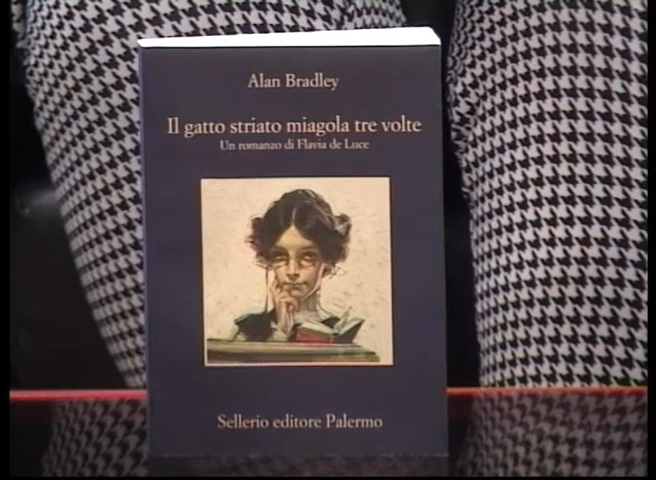 Alan Bradley
Il gatto striato miagola tre volte
Un romanzo di Flavia de Luce
Sellerio editore Palermo